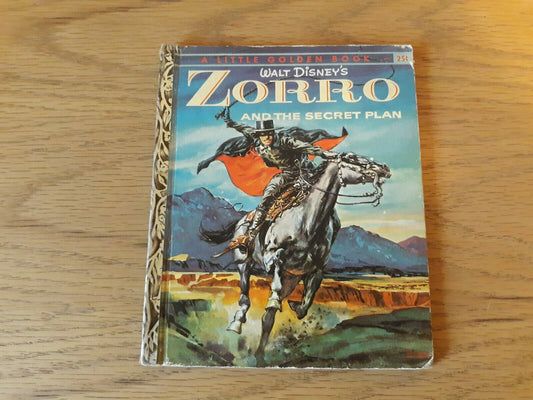 A LITTLE GOLDEN BOOK 25¢
WALT DISNEY'S
ZORRO
AND THE SECRET PLAN